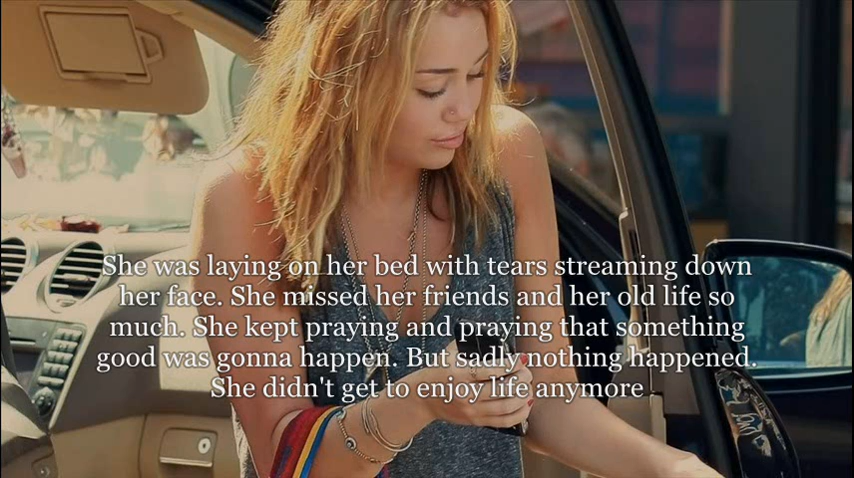 She was laying on her bed with tears streaming down
her face. She missed her friends and her old life so
much. She kept praying and praying that something
good was gonna happen. But sadly nothing happened.
She didn't get to enjoy life anymore